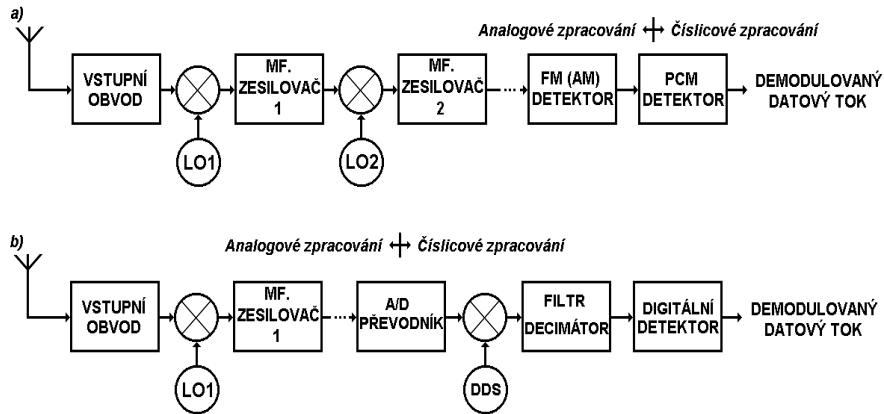 a)
Analogové zpracování Číslicové zpracování
VSTUPNÍ
OBVOD
LO1
MF.
ZESILOVAČ
1
LO2
MF.
ZESILOVAČ
2
FM (AM)
DETEKTOR
PCM
DETEKTOR
DEMODULOVANÝ
DATOVÝ TOK
b)
Analogové zpracování Číslicové zpracování
VSTUPNÍ
OBVOD
LO1
MF.
ZESILOVAČ
1
A/D
PŘEVODNÍK
DDS
FILTR
DECIMÁTOR
DIGITÁLNÍ
DETEKTOR
DEMODULOVANÝ
DATOVÝ TOK